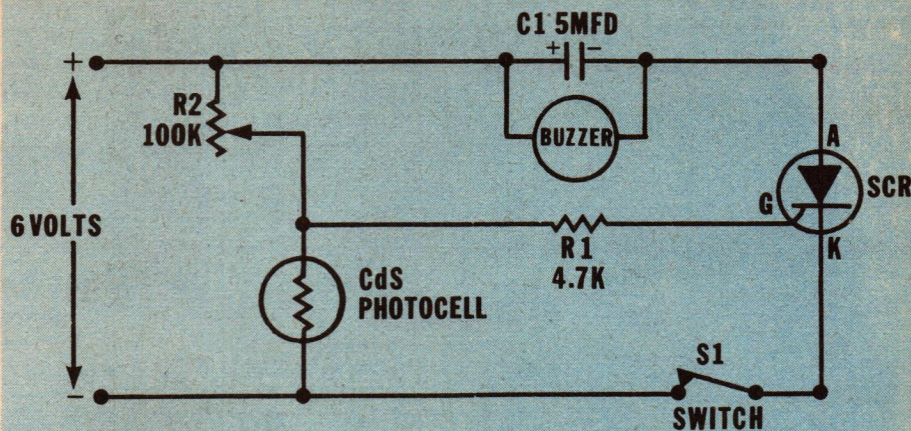 C1 5MFD
+ −
+
R2
100K
BUZZER
A
SCR
G
6 VOLTS
K
R1
4.7K
CdS
PHOTOCELL
S1
−
SWITCH